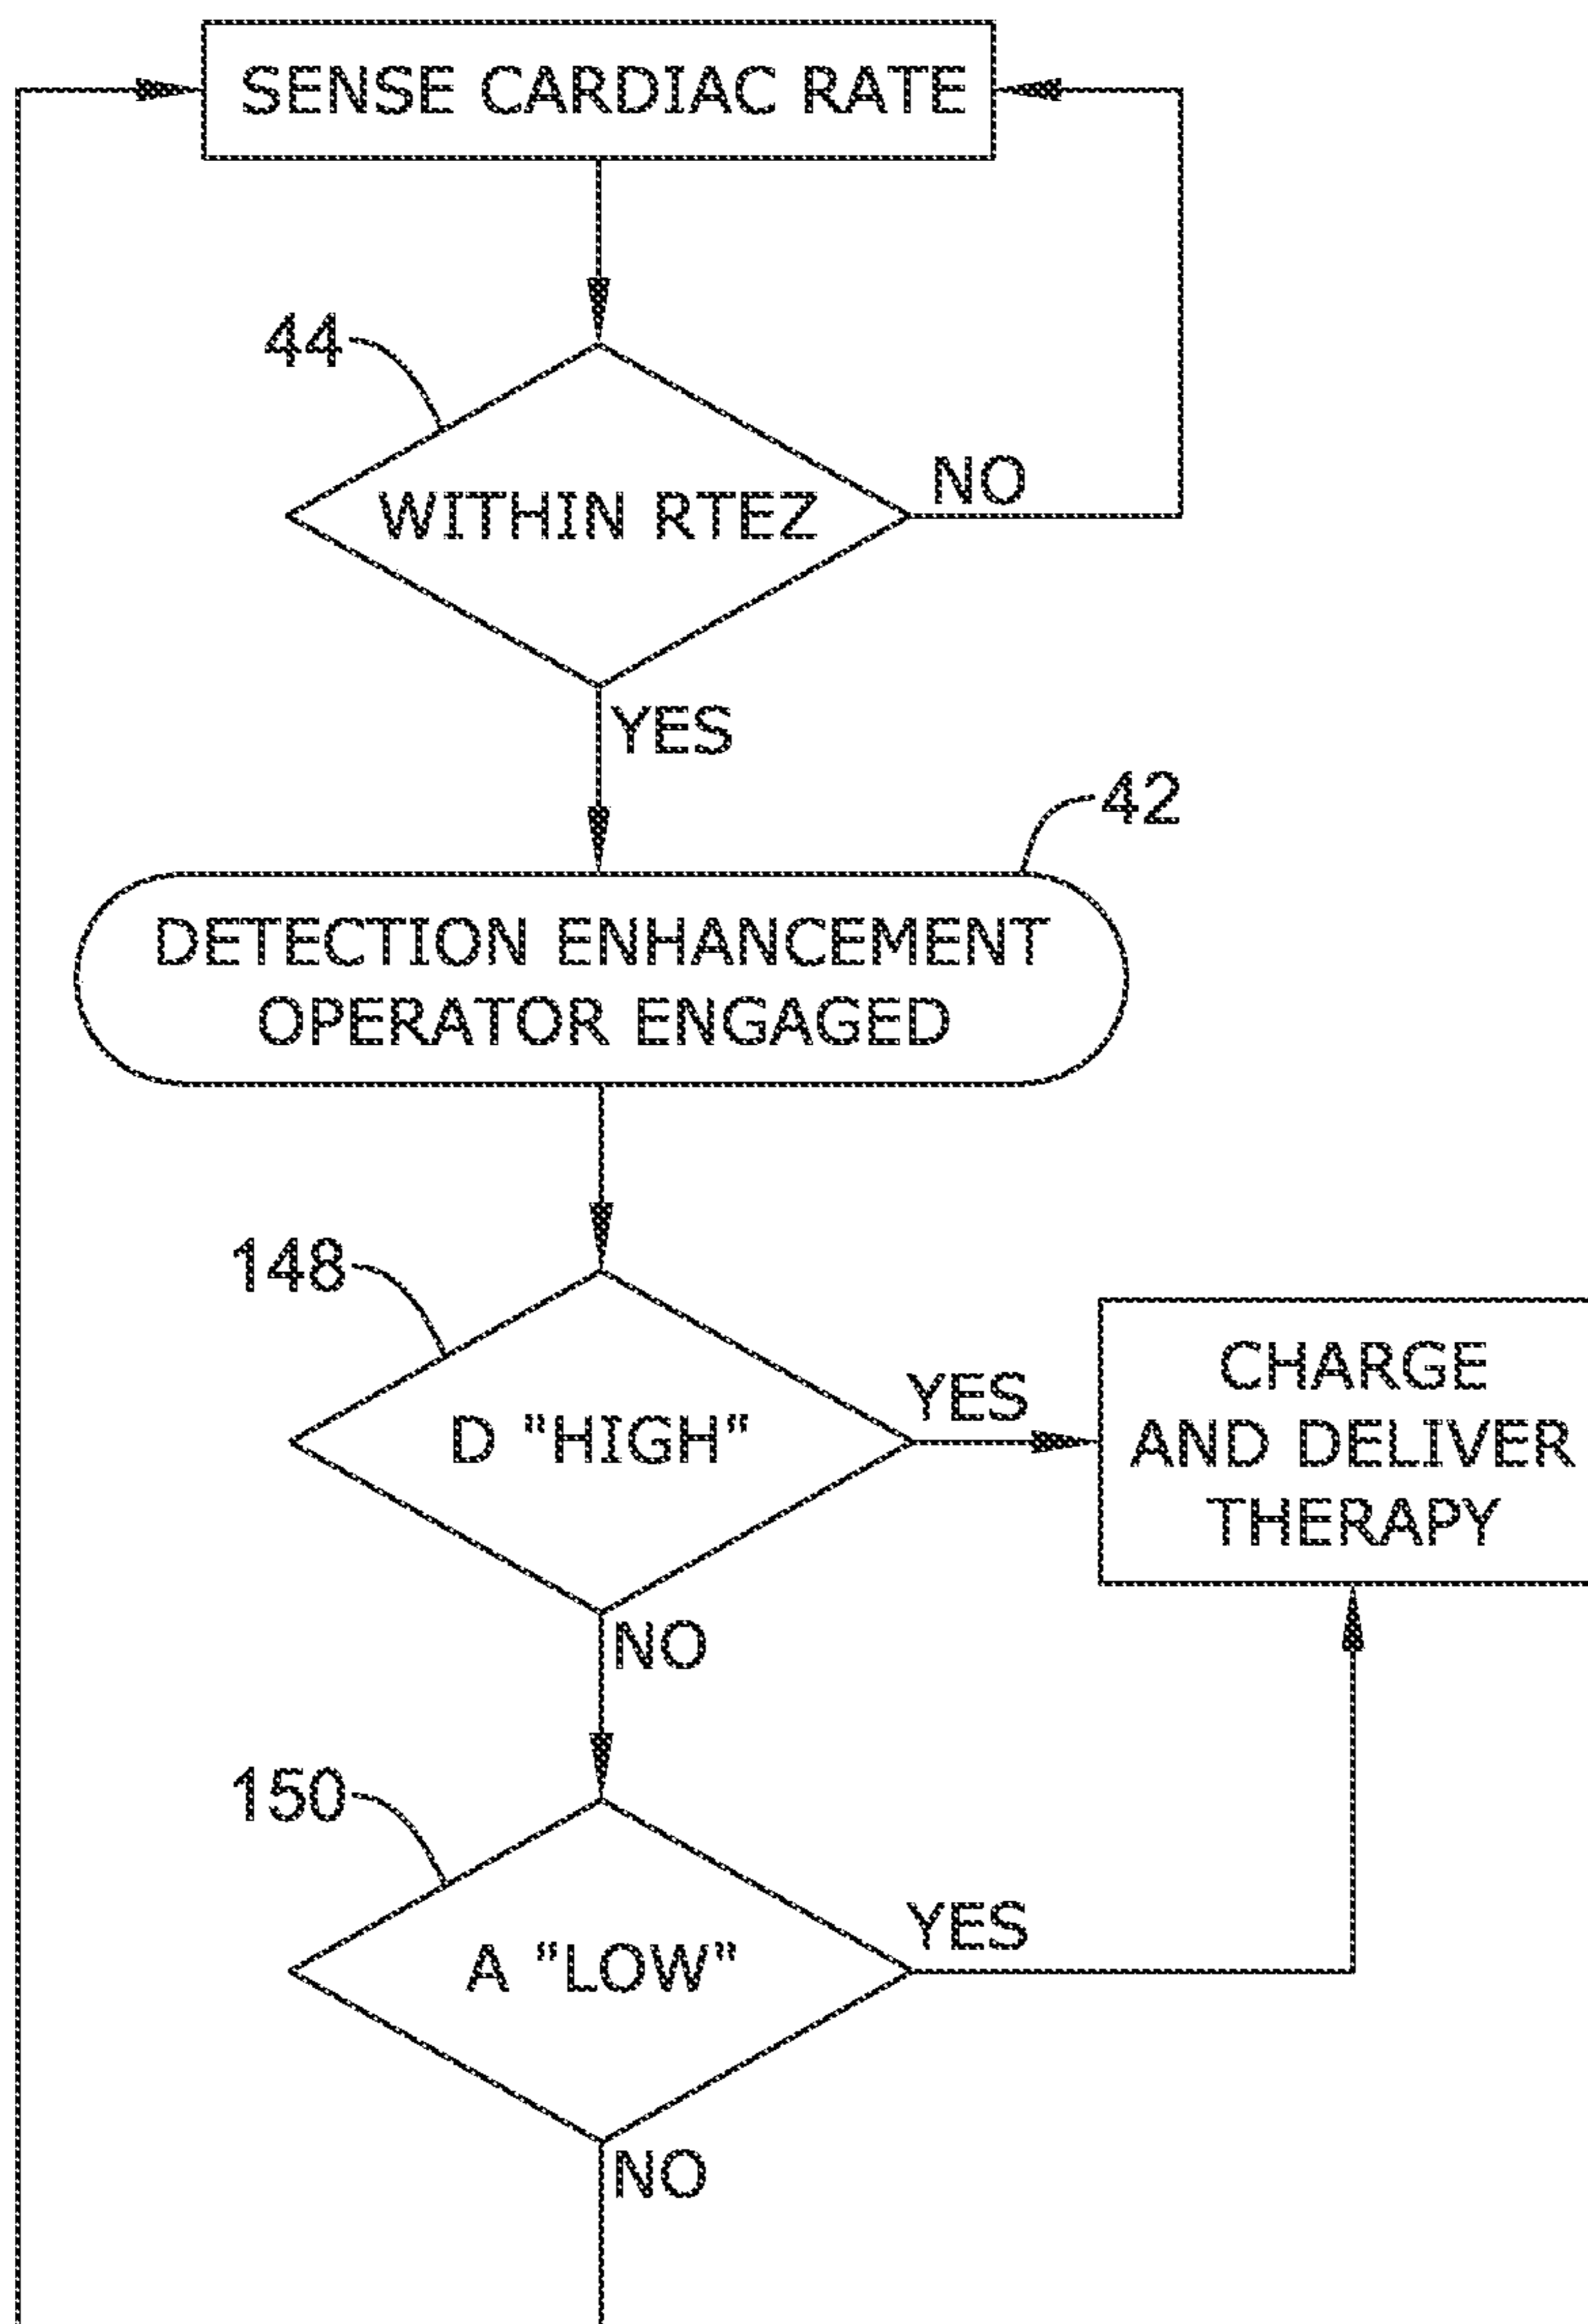 SENSE CARDIAC RATE
44
NO
WITHIN RTEZ
YES
42
DETECTION ENHANCEMENT
OPERATOR ENGAGED
148
YES
D "HIGH"
CHARGE
AND DELIVER
THERAPY
NO
150
YES
A "LOW"
NO